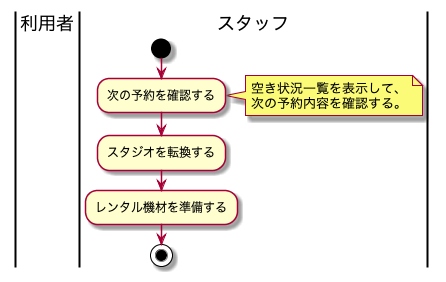 利用者
スタッフ
次の予約を確認する
空き状況一覧を表示して、
次の予約内容を確認する。
スタジオを転換する
レンタル機材を準備する